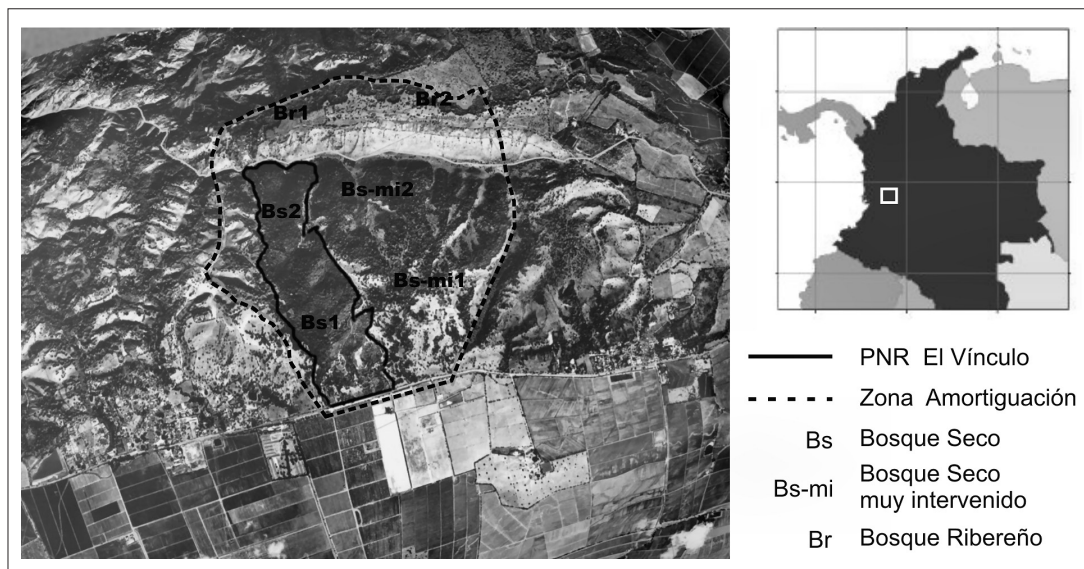 Br1
Br2
Bs-mi2
Bs2
Bs-mi1
Bs1
PNR El Vínculo
Zona Amortiguación
Bs Bosque Seco
Bs-mi Bosque Seco
muy intervenido
Br Bosque Ribereño